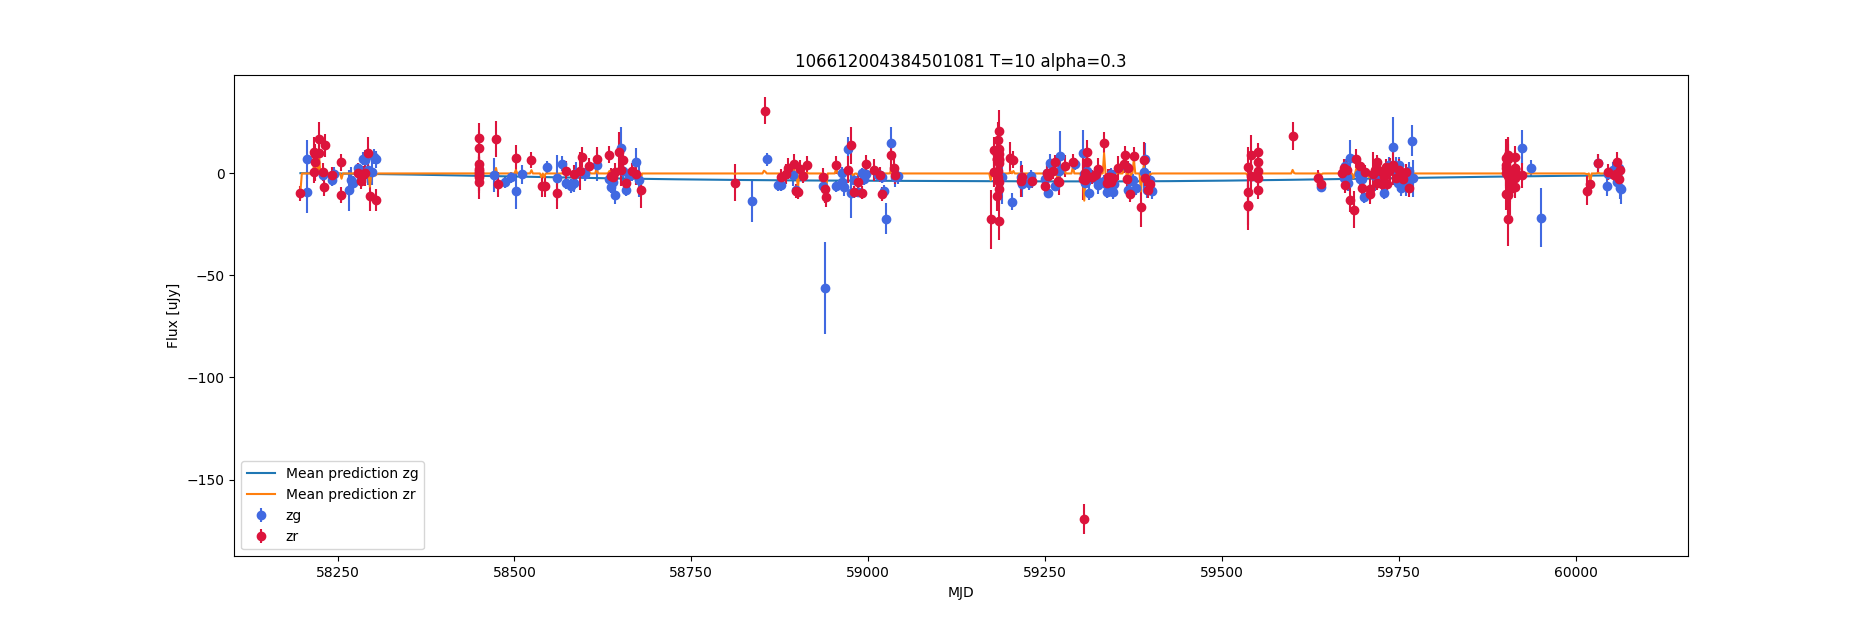 106612004384501081 T=10 alpha=0.3
0
−50
−100
−150
Flux [uJy]
Mean prediction zg
Mean prediction zr
zg
zr
58250
58500
58750
59000
59250
59500
59750
60000
MJD